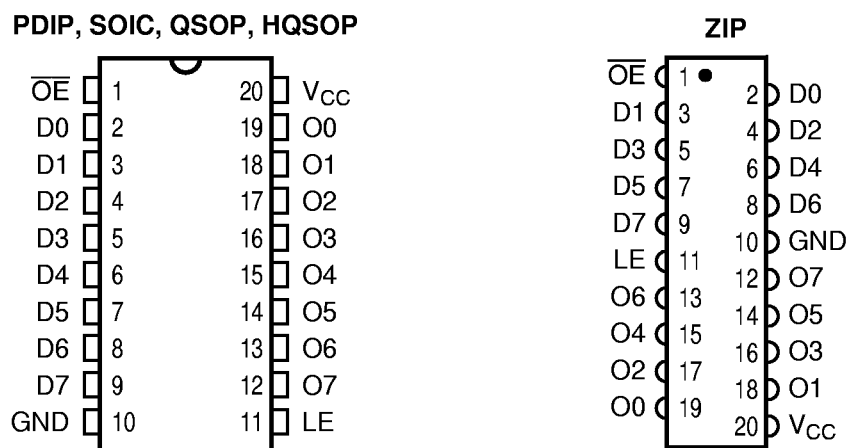 PDIP, SOIC, QSOP, HQSOP
O̅E̅ 1 20 VCC
D0 2 19 O0
D1 3 18 O1
D2 4 17 O2
D3 5 16 O3
D4 6 15 O4
D5 7 14 O5
D6 8 13 O6
D7 9 12 O7
GND 10 11 LE
ZIP
O̅E̅ 1
2 D0
D1 3
4 D2
D3 5
6 D4
D5 7
8 D6
D7 9
10 GND
LE 11
12 O7
O6 13
14 O5
O4 15
16 O3
O2 17
18 O1
O0 19
20 VCC